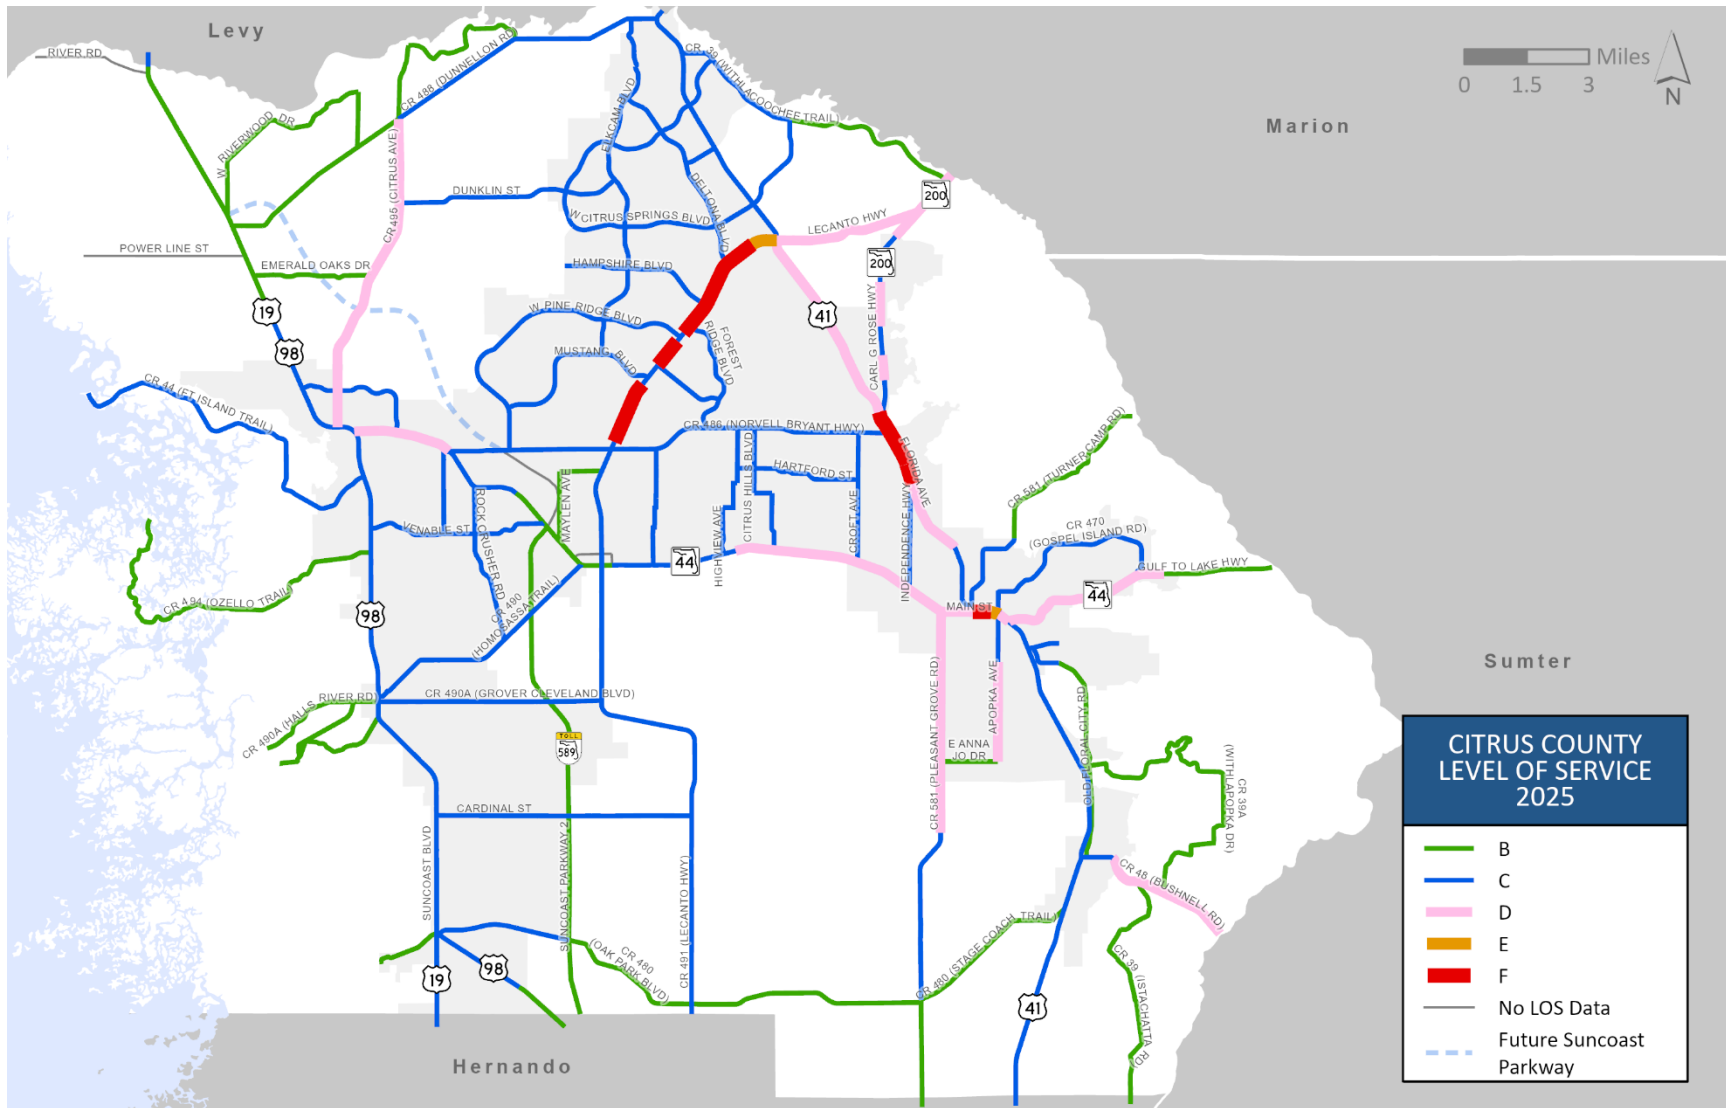 Levy
RIVER RD
CR 488 (DUNNELLON RD)
CR 39 (WITHLACOOCHEE TRAIL)
Miles
0 1.5 3
N
Marion
W RIVERWOOD DR
CR 495 (CITRUS AVE)
ELKCAM BLVD
DELTONA BLVD
DUNKLIN ST
200
W CITRUS SPRINGS BLVD
LECANTO HWY
POWER LINE ST
EMERALD OAKS DR
HAMPSHIRE BLVD
200
19
98
W PINE RIDGE BLVD
41
FOREST
RIDGE BLVD
CARL G ROSE HWY
MUSTANG BLVD
CR 44 (FT ISLAND TRAIL)
CR 486 (NORVELL BRYANT HWY)
FLORIDA AVE
CR 581 (TURNER CAMP RD)
CITRUS HILLS BLVD
HARTFORD ST
MAYLEN AVE
ROCK CRUSHER RD
VENABLE ST
HIGHVIEW AVE
CROFT AVE
INDEPENDENCE HWY
CR 470
(GOSPEL ISLAND RD)
44
GULF TO LAKE HWY
44
CR 494 (OZELLO TRAIL)
98
CR 490
(HOMOSASSA TRAIL)
MAIN ST
Sumter
CR 490A (HALLS RIVER RD)
CR 490A (GROVER CLEVELAND BLVD)
CR 581 (PLEASANT GROVE RD)
APOPKA AVE
OLD FLORAL CITY RD
TOLL
589
E ANNA
JO DR
CR 39A
(WITHLAPOPKA DR)
CARDINAL ST
SUNCOAST BLVD
SUNCOAST PARKWAY 2
CR 491 (LECANTO HWY)
CR 48 (BUSHNELL RD)
CR 480
(OAK PARK BLVD)
CR 480 (STAGE COACH TRAIL)
CR 39 (ISTACHATTA RD)
19
98
41
Hernando
CITRUS COUNTY
LEVEL OF SERVICE
2025
B
C
D
E
F
No LOS Data
Future Suncoast
Parkway